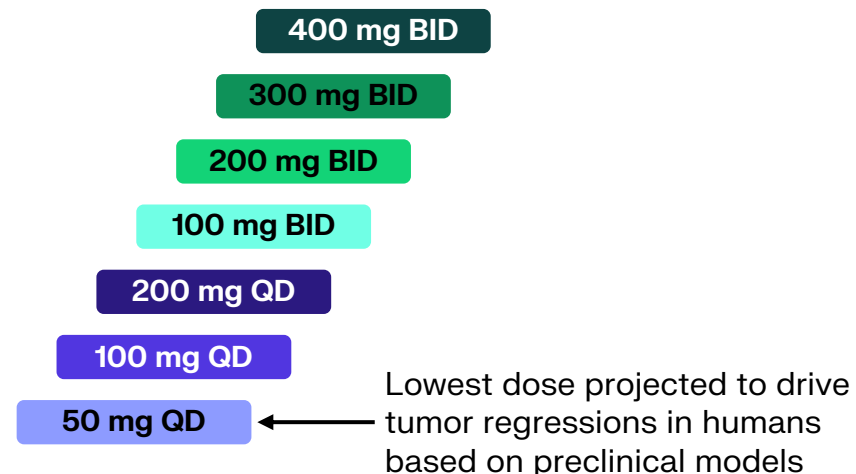 400 mg BID
300 mg BID
200 mg BID
100 mg BID
200 mg QD
100 mg QD
50 mg QD
Lowest dose projected to drive
tumor regressions in humans
based on preclinical models